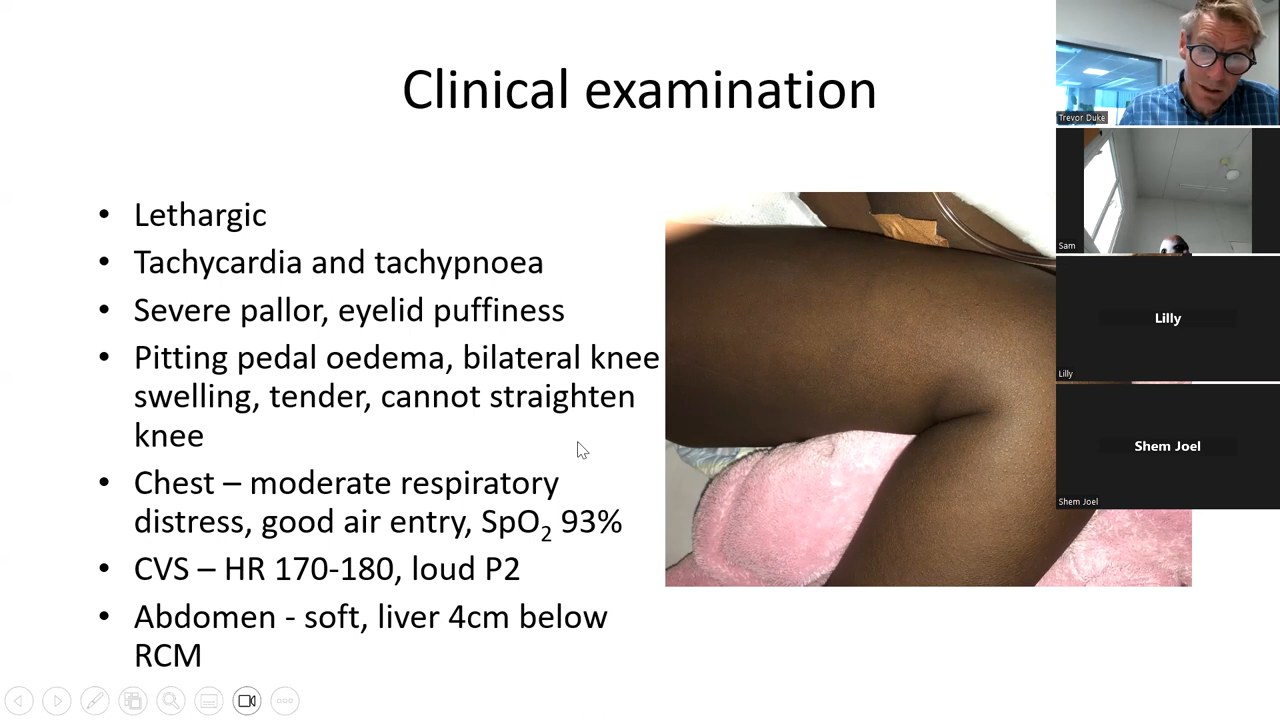 Clinical examination
• Lethargic
• Tachycardia and tachypnoea
• Severe pallor, eyelid puffiness
• Pitting pedal oedema, bilateral knee
swelling, tender, cannot straighten
knee
• Chest – moderate respiratory
distress, good air entry, SpO₂ 93%
• CVS – HR 170-180, loud P2
• Abdomen - soft, liver 4cm below
RCM
Trevor Duke
Sam
Lilly
Lilly
Shem Joel
Shem Joel